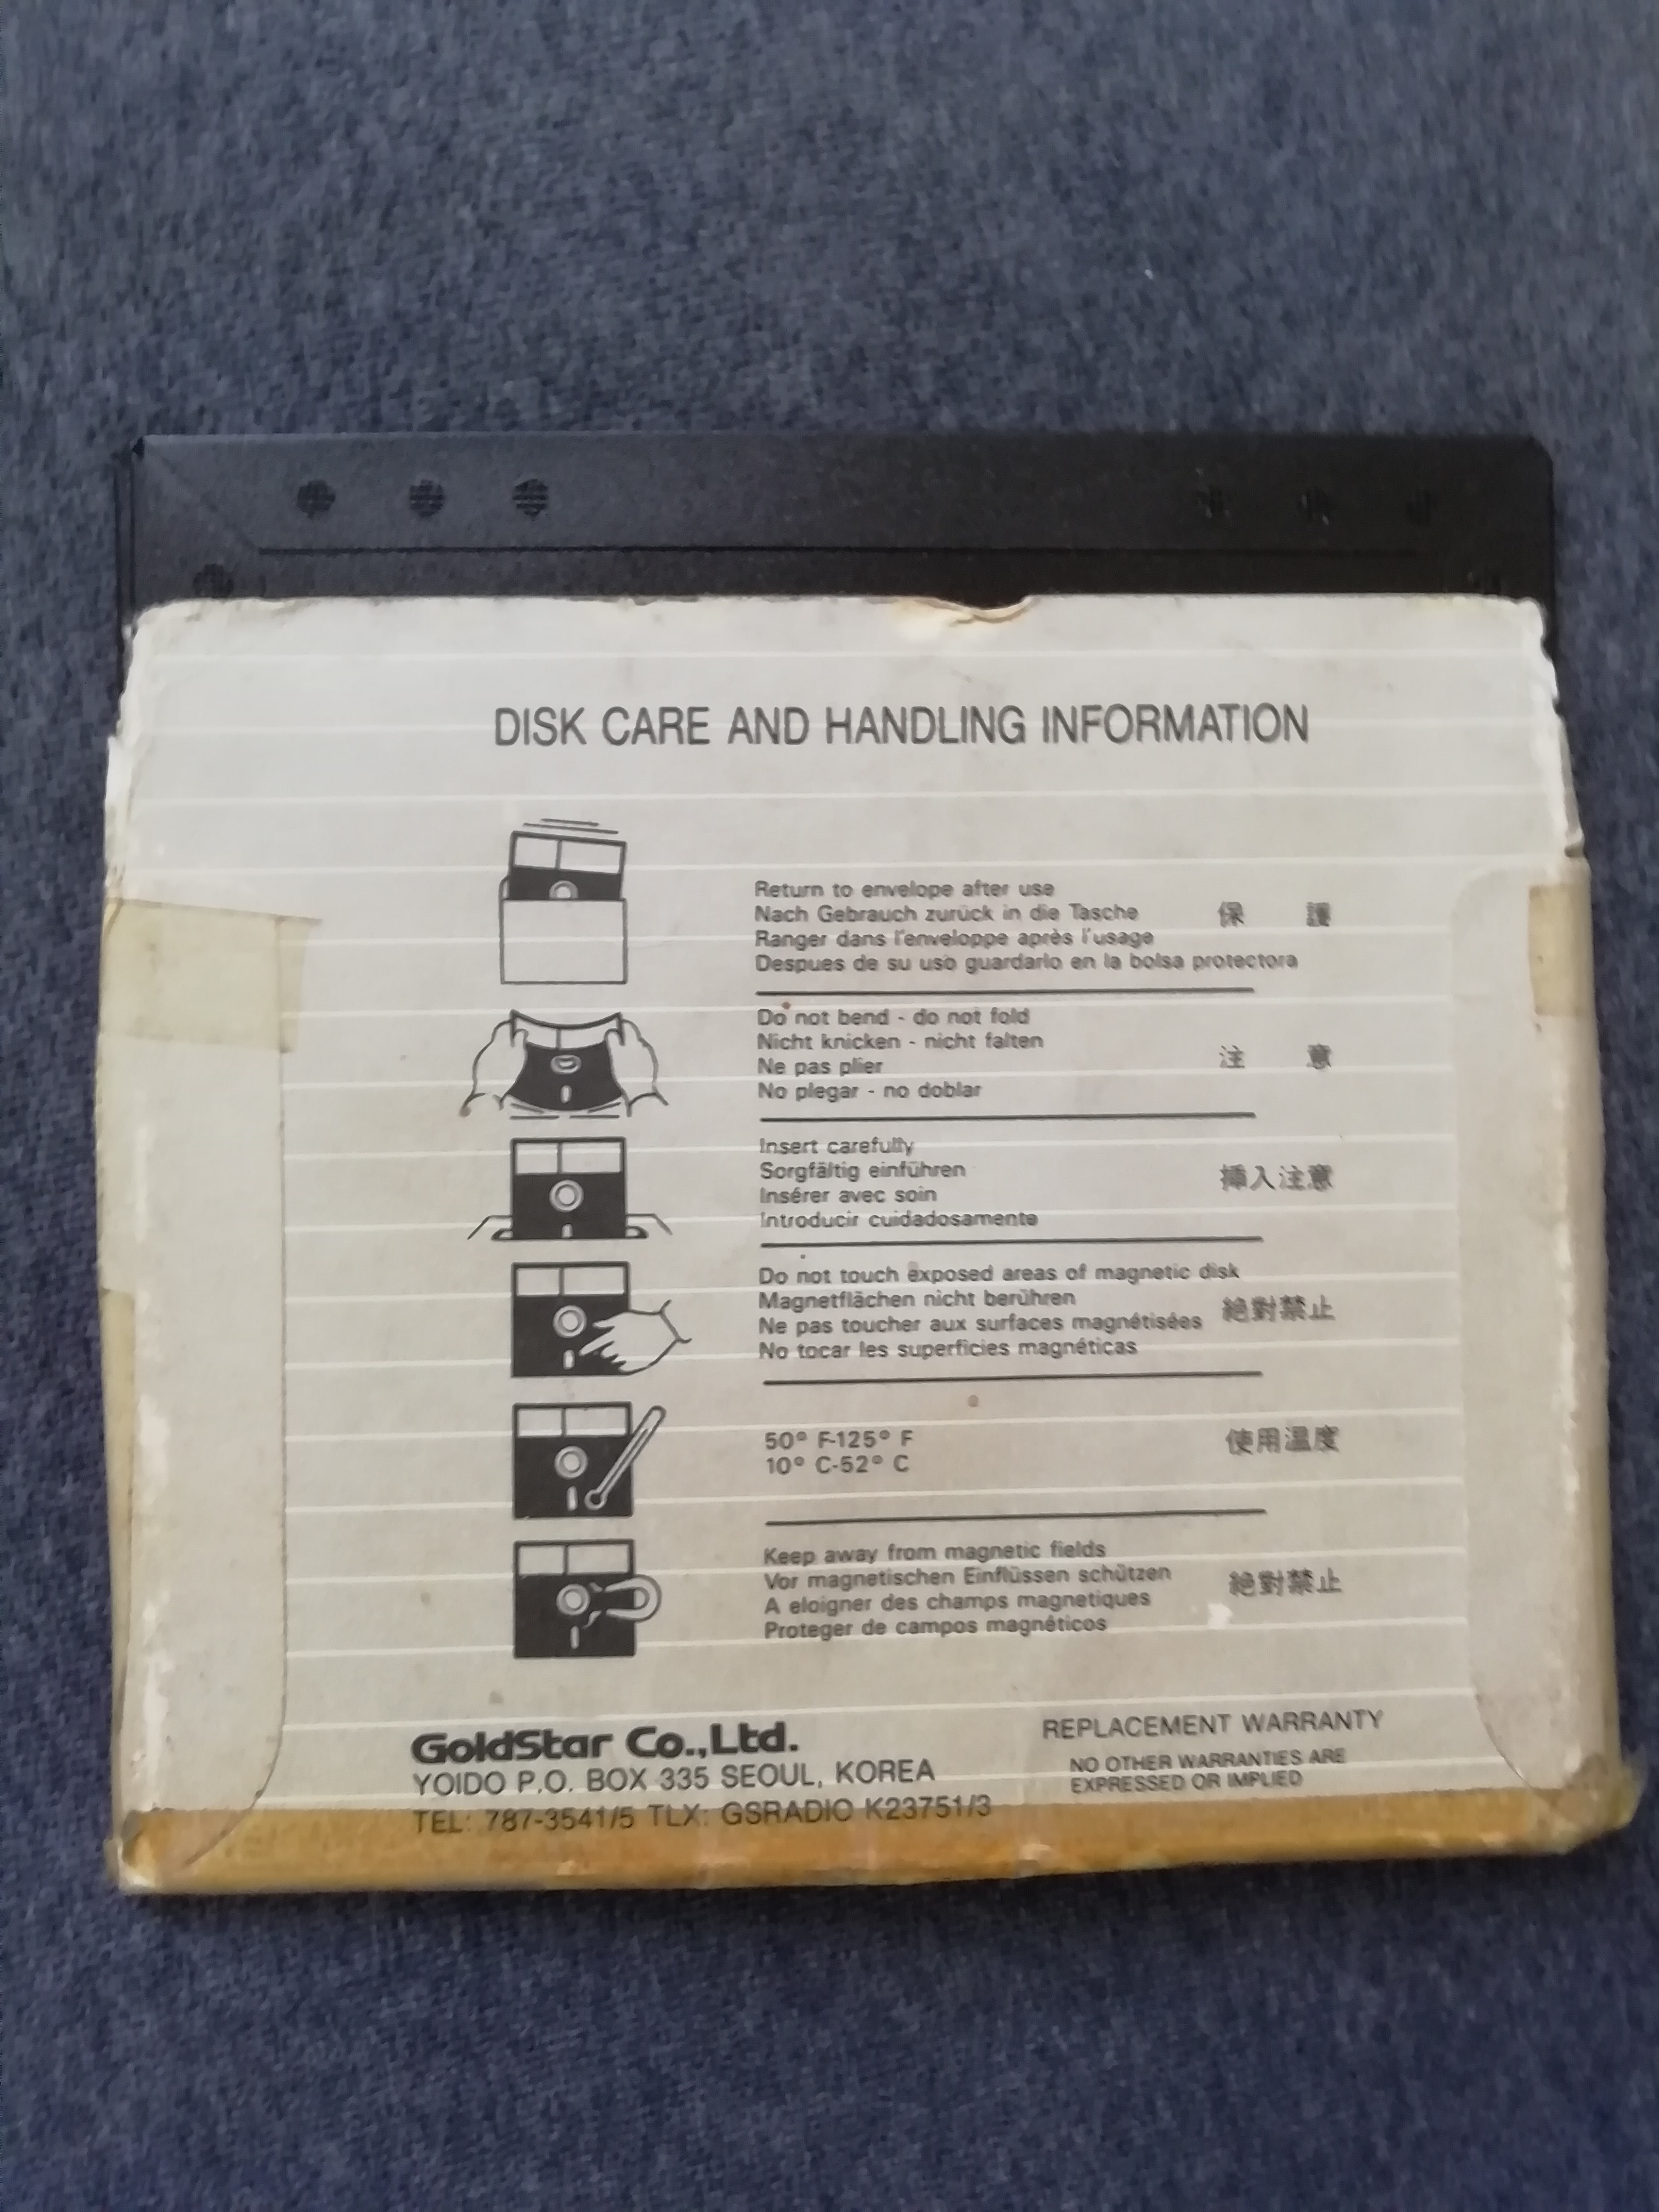 DISK CARE AND HANDLING INFORMATION
Return to envelope after use
Nach Gebrauch zurück in die Tasche
Ranger dans l'enveloppe après l'usage
Despues de su uso guardarlo en la bolsa protectora
保 護
Do not bend - do not fold
Nicht knicken - nicht falten
Ne pas plier
No plegar - no doblar
注 意
Insert carefully
Sorgfältig einführen
Insérer avec soin
Introducir cuidadosamente
挿入注意
Do not touch exposed areas of magnetic disk
Magnetflächen nicht berühren
Ne pas toucher aux surfaces magnétisées
No tocar les superficies magnéticas
絶對禁止
50° F-125° F
10° C-52° C
使用溫度
Keep away from magnetic fields
Vor magnetischen Einflüssen schützen
A eloigner des champs magnetiques
Proteger de campos magnéticos
絶對禁止
GoldStar Co.,Ltd.
YOIDO P.O. BOX 335 SEOUL, KOREA
TEL: 787-3541/5 TLX: GSRADIO K23751/3
REPLACEMENT WARRANTY
NO OTHER WARRANTIES ARE
EXPRESSED OR IMPLIED